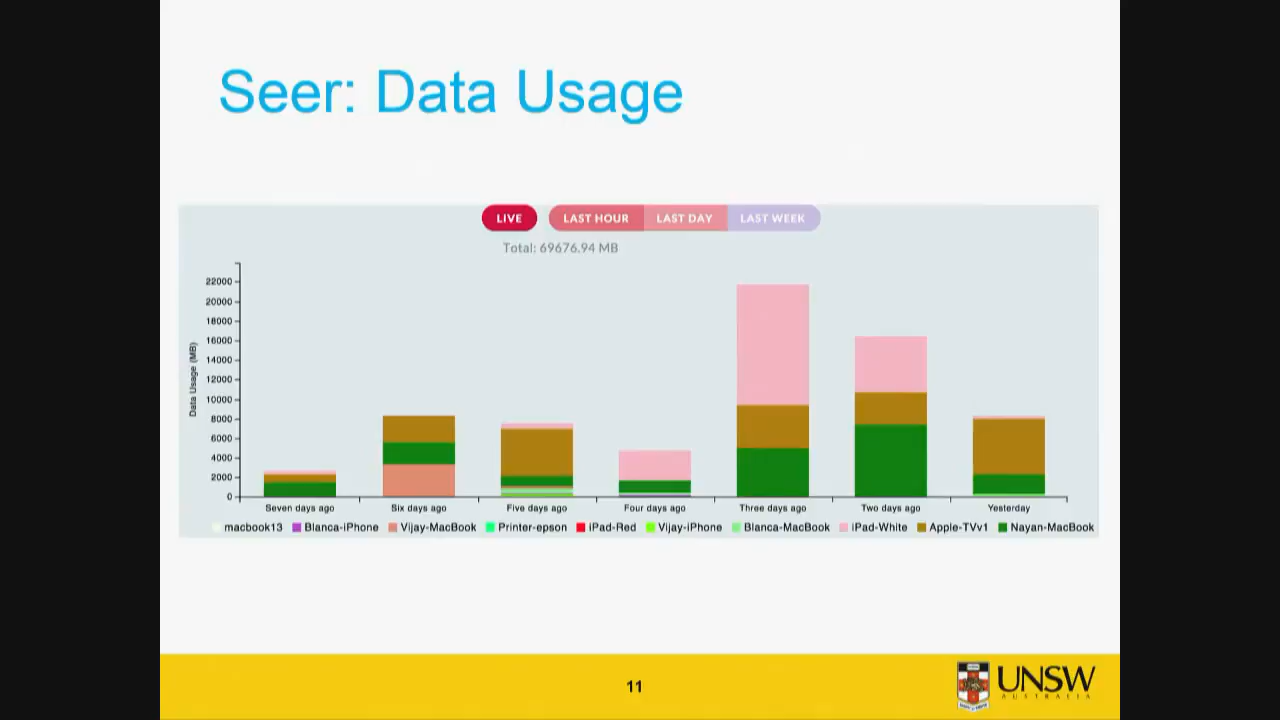 Seer: Data Usage
LIVE LAST HOUR LAST DAY LAST WEEK
Total: 69676.94 MB
Data Usage (MB)
22000
20000
18000
16000
14000
12000
10000
8000
6000
4000
2000
0
Seven days ago Six days ago Five days ago Four days ago Three days ago Two days ago Yesterday
macbook13 Blanca-iPhone Vijay-MacBook Printer-epson iPad-Red Vijay-iPhone Blanca-MacBook iPad-White Apple-TVv1 Nayan-MacBook
11
UNSW
AUSTRALIA